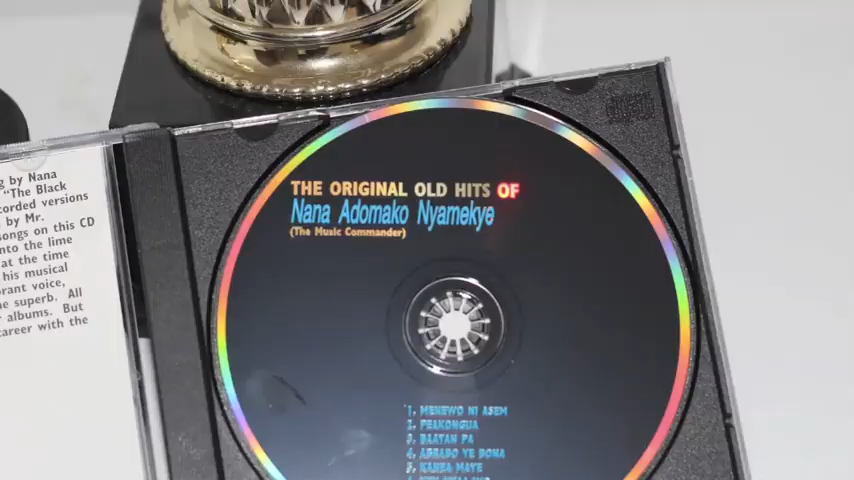 g by Nana
"The Black
corded versions
by Mr.
songs on this CD
nto the lime
at the time
his musical
rant voice,
e superb. All
albums. But
career with the
THE ORIGINAL OLD HITS OF
Nana Adomako Nyamekye
(The Music Commander)
1. MENEWO NI ASEM
2. PEAKONGUA
3. BAATAN PA
4. ABRABO YE BONA
5. KANEA MAYE